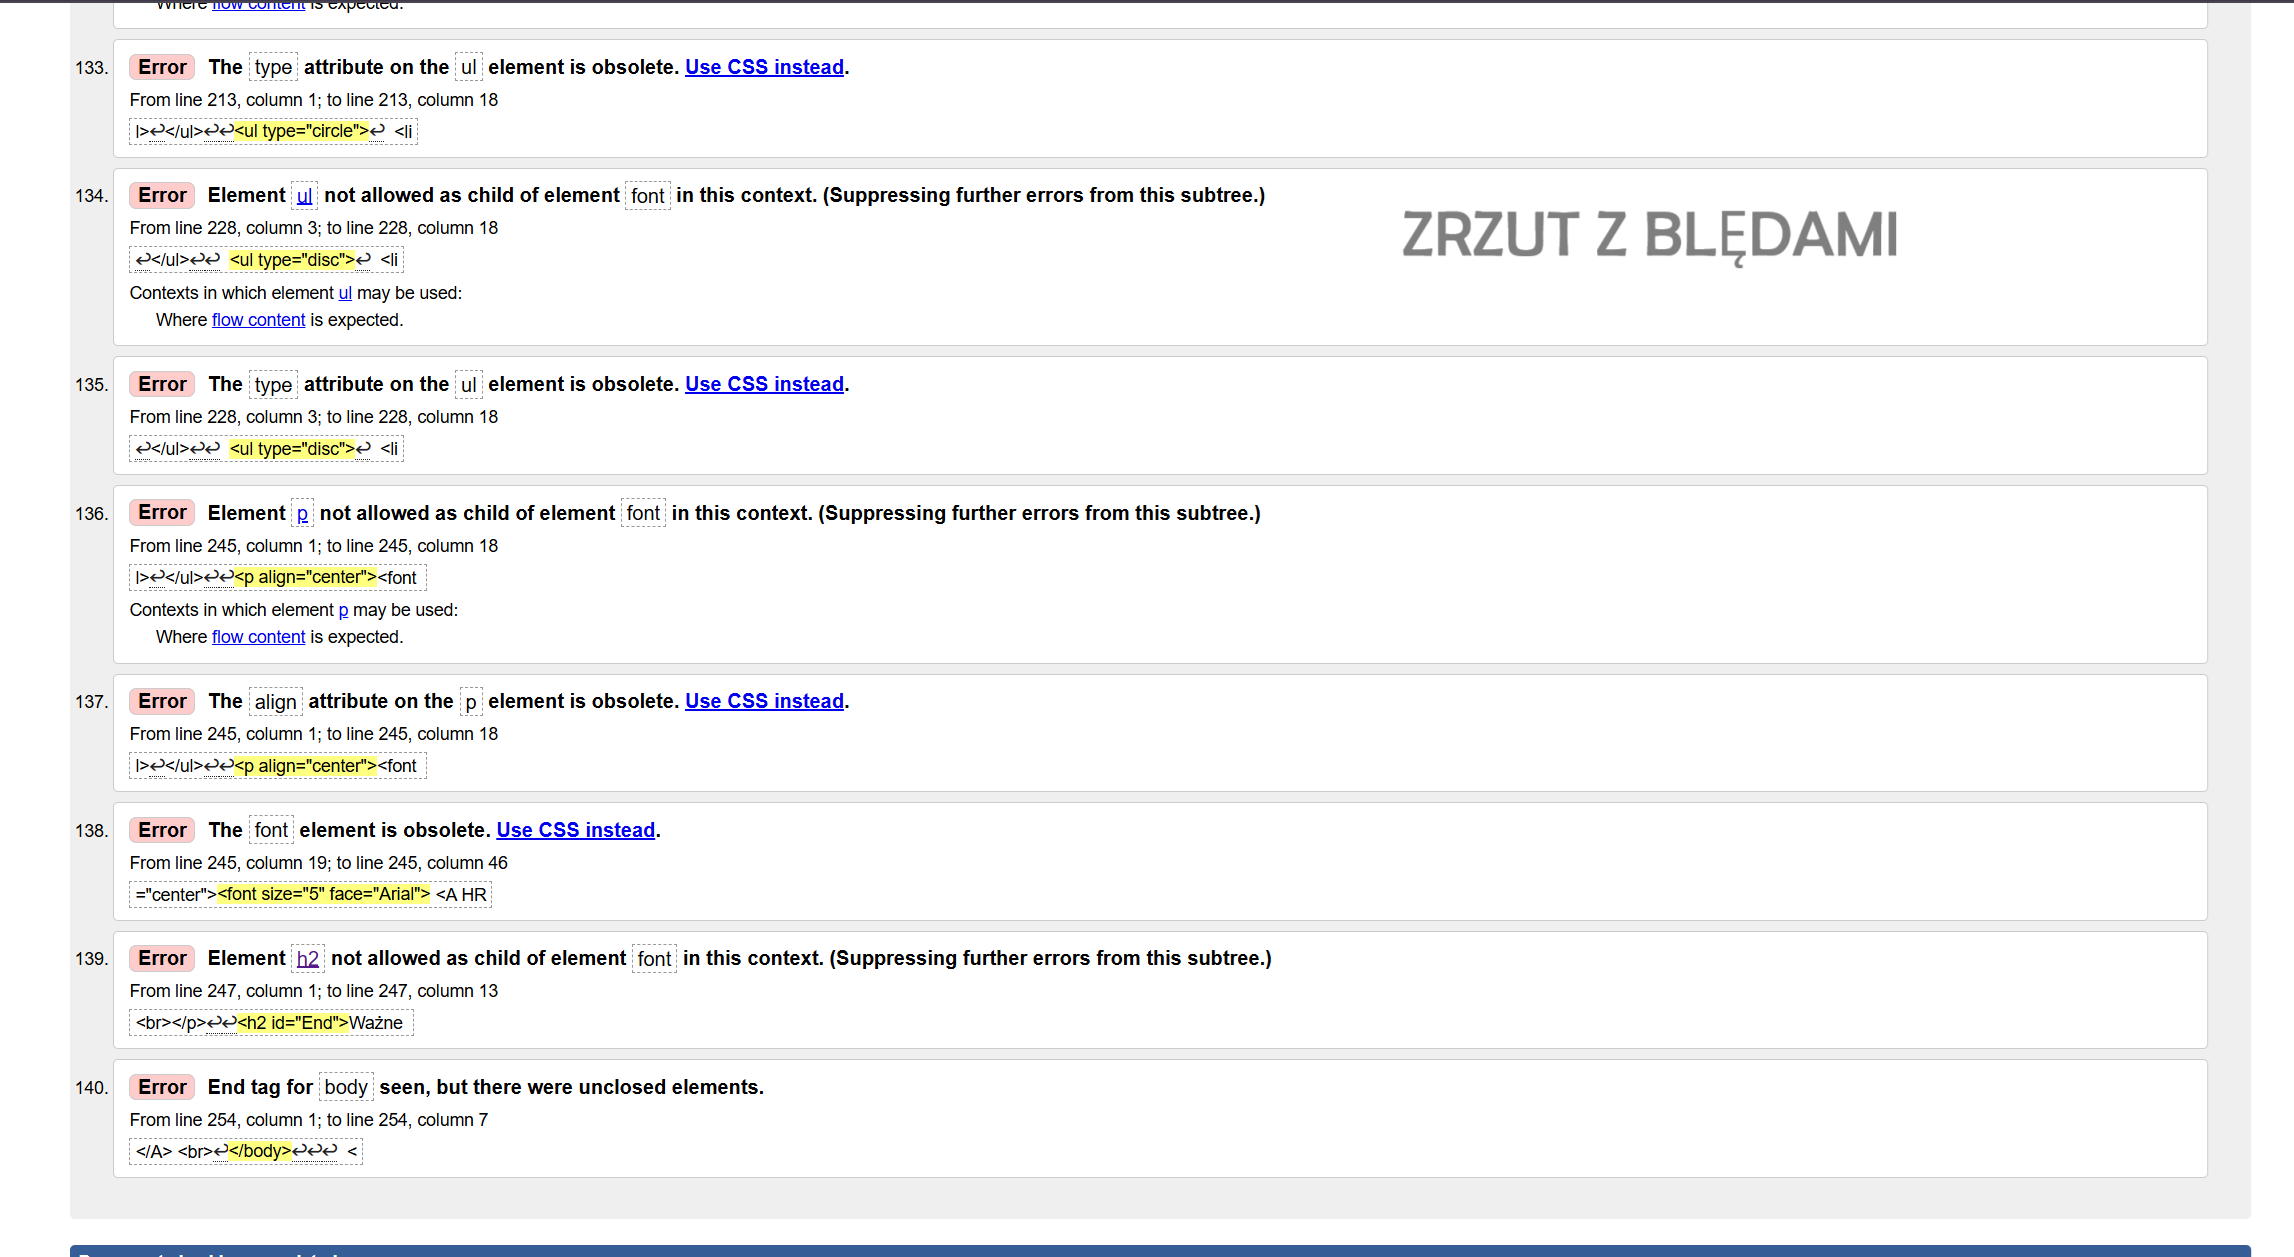 Where flow content is expected.
133. Error The type attribute on the ul element is obsolete. Use CSS instead.
From line 213, column 1; to line 213, column 18
l>↩</ul>↩↩<ul type="circle">↩ <li
134. Error Element ul not allowed as child of element font in this context. (Suppressing further errors from this subtree.)
ZRZUT Z BLĘDAMI
From line 228, column 3; to line 228, column 18
↩</ul>↩↩ <ul type="disc">↩ <li
Contexts in which element ul may be used:
Where flow content is expected.
135. Error The type attribute on the ul element is obsolete. Use CSS instead.
From line 228, column 3; to line 228, column 18
↩</ul>↩↩ <ul type="disc">↩ <li
136. Error Element p not allowed as child of element font in this context. (Suppressing further errors from this subtree.)
From line 245, column 1; to line 245, column 18
l>↩</ul>↩↩<p align="center"><font
Contexts in which element p may be used:
Where flow content is expected.
137. Error The align attribute on the p element is obsolete. Use CSS instead.
From line 245, column 1; to line 245, column 18
l>↩</ul>↩↩<p align="center"><font
138. Error The font element is obsolete. Use CSS instead.
From line 245, column 19; to line 245, column 46
="center"><font size="5" face="Arial"> <A HR
139. Error Element h2 not allowed as child of element font in this context. (Suppressing further errors from this subtree.)
From line 247, column 1; to line 247, column 13
<br></p>↩↩<h2 id="End">Ważne
140. Error End tag for body seen, but there were unclosed elements.
From line 254, column 1; to line 254, column 7
</A> <br>↩</body>↩↩↩ <